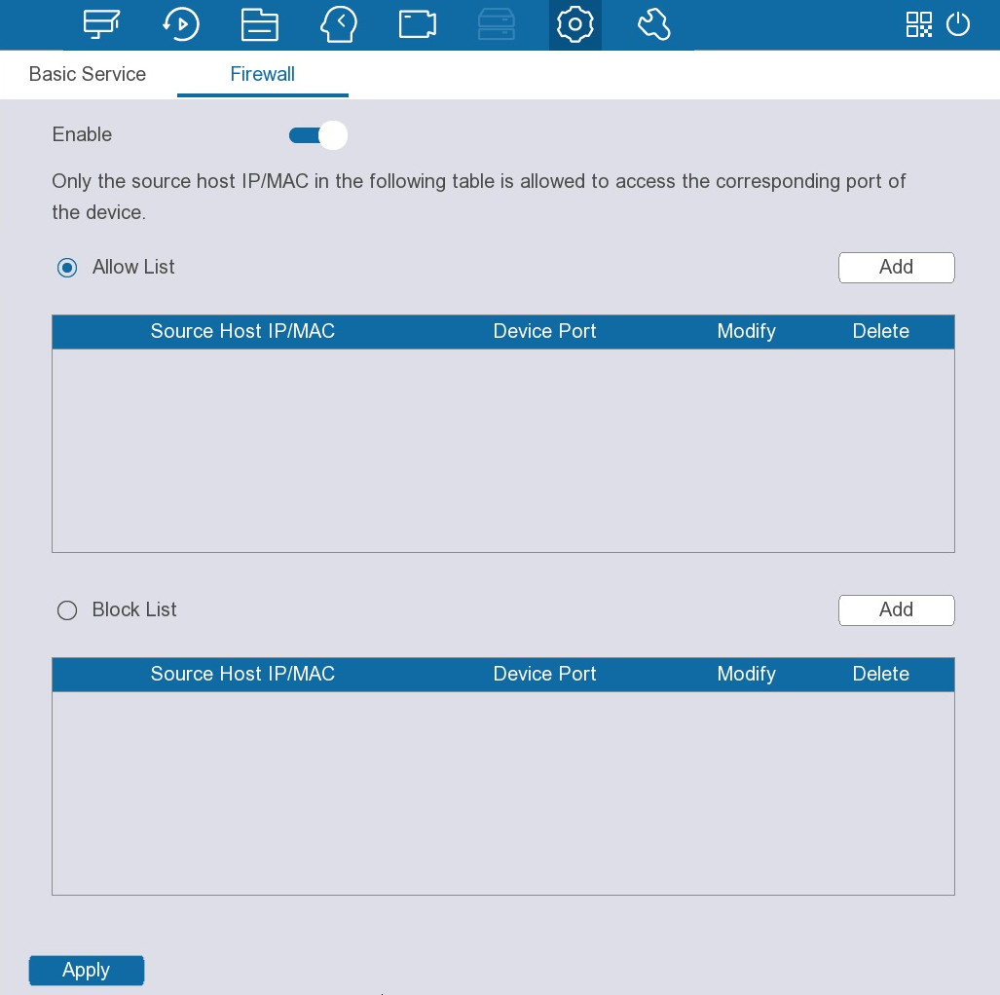 Basic Service Firewall
Enable
Only the source host IP/MAC in the following table is allowed to access the corresponding port of
the device.
Allow List Add
Source Host IP/MAC Device Port Modify Delete
Block List Add
Source Host IP/MAC Device Port Modify Delete
Apply